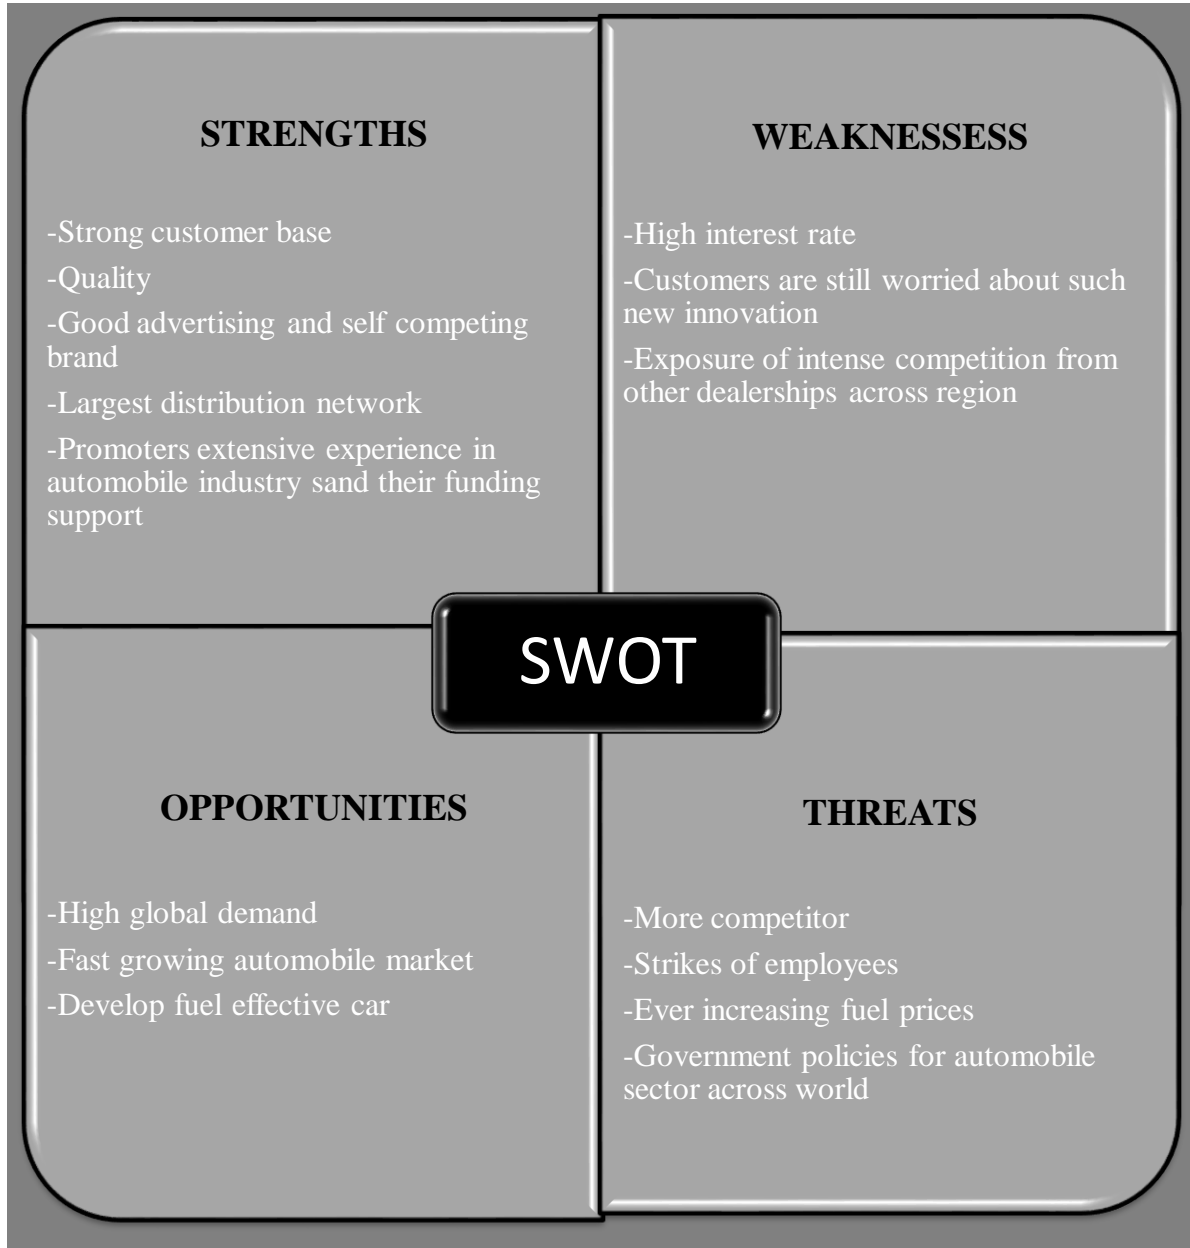 STRENGTHS
-Strong customer base
-Quality
-Good advertising and self competing
brand
-Largest distribution network
-Promoters extensive experience in
automobile industry sand their funding
support
WEAKNESSESS
-High interest rate
-Customers are still worried about such
new innovation
-Exposure of intense competition from
other dealerships across region
SWOT
OPPORTUNITIES
-High global demand
-Fast growing automobile market
-Develop fuel effective car
THREATS
-More competitor
-Strikes of employees
-Ever increasing fuel prices
-Government policies for automobile
sector across world